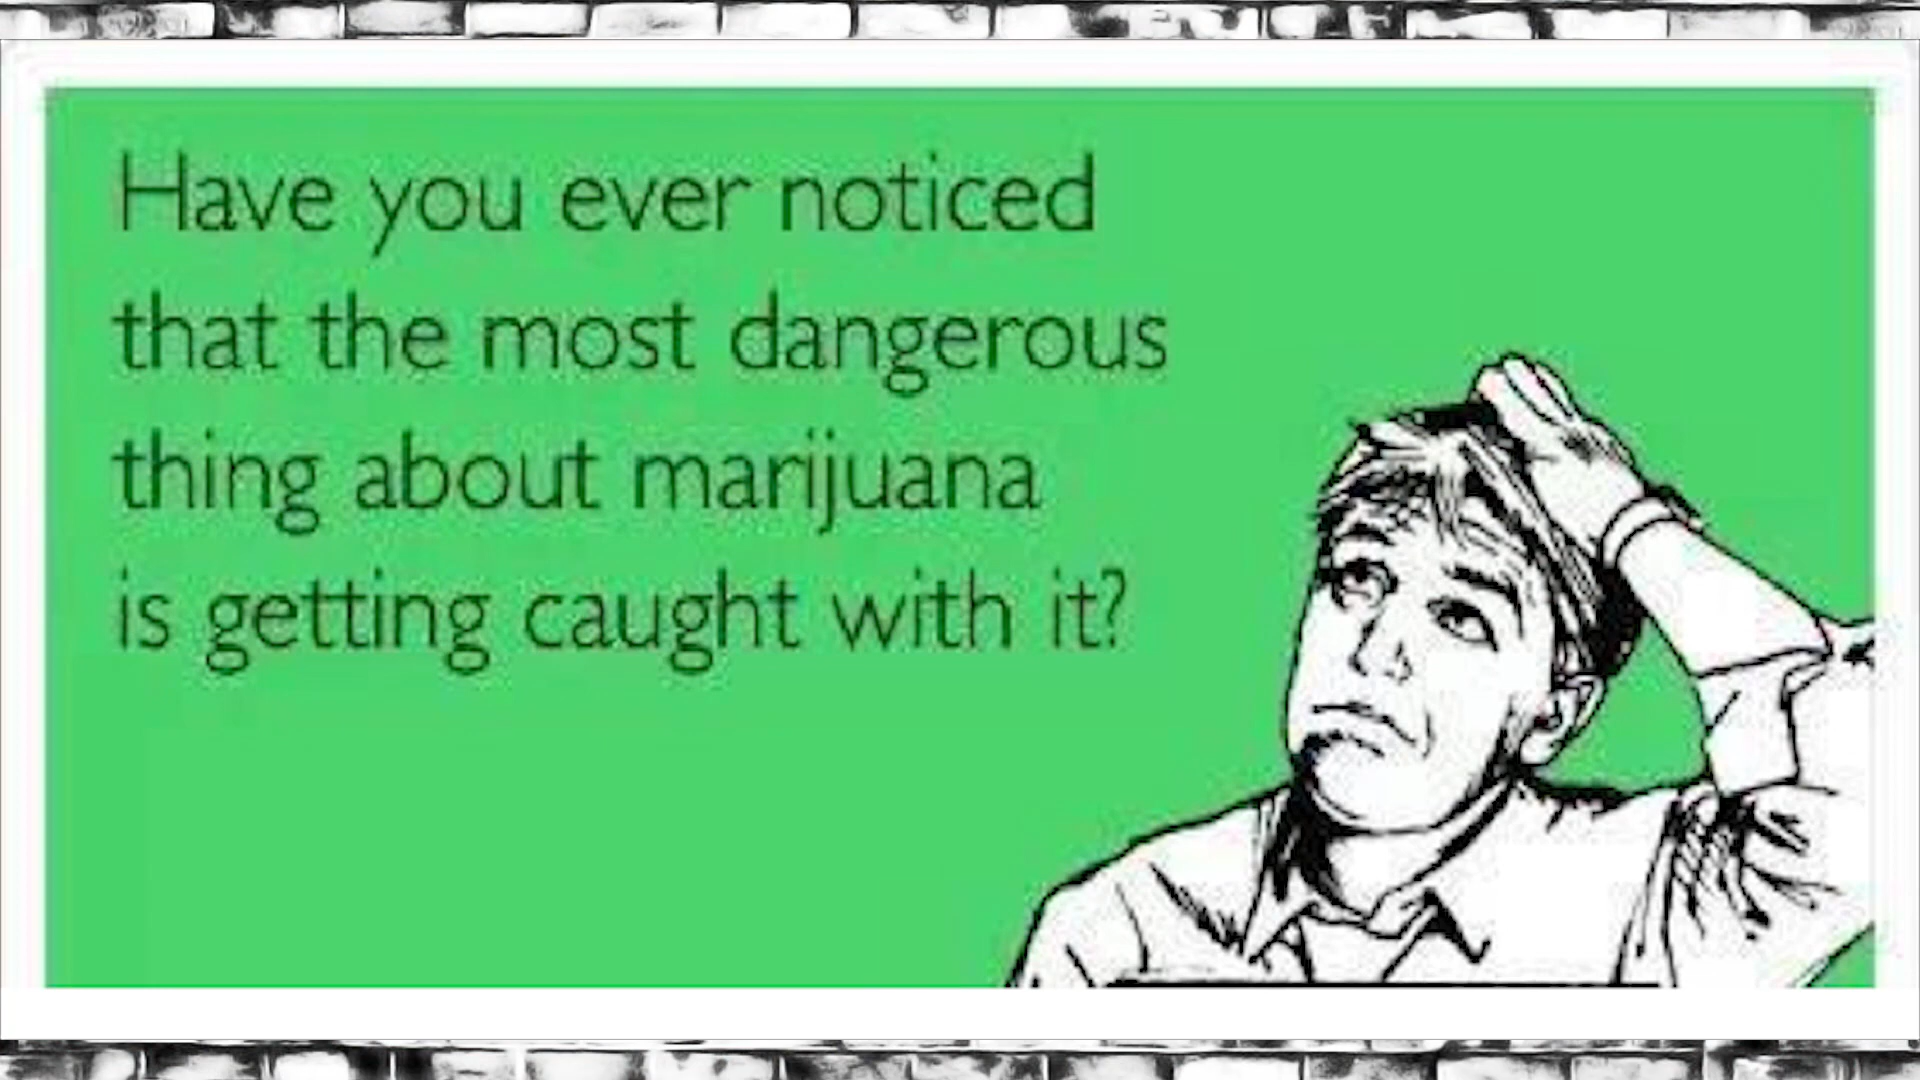 Have you ever noticed
that the most dangerous
thing about marijuana
is getting caught with it?